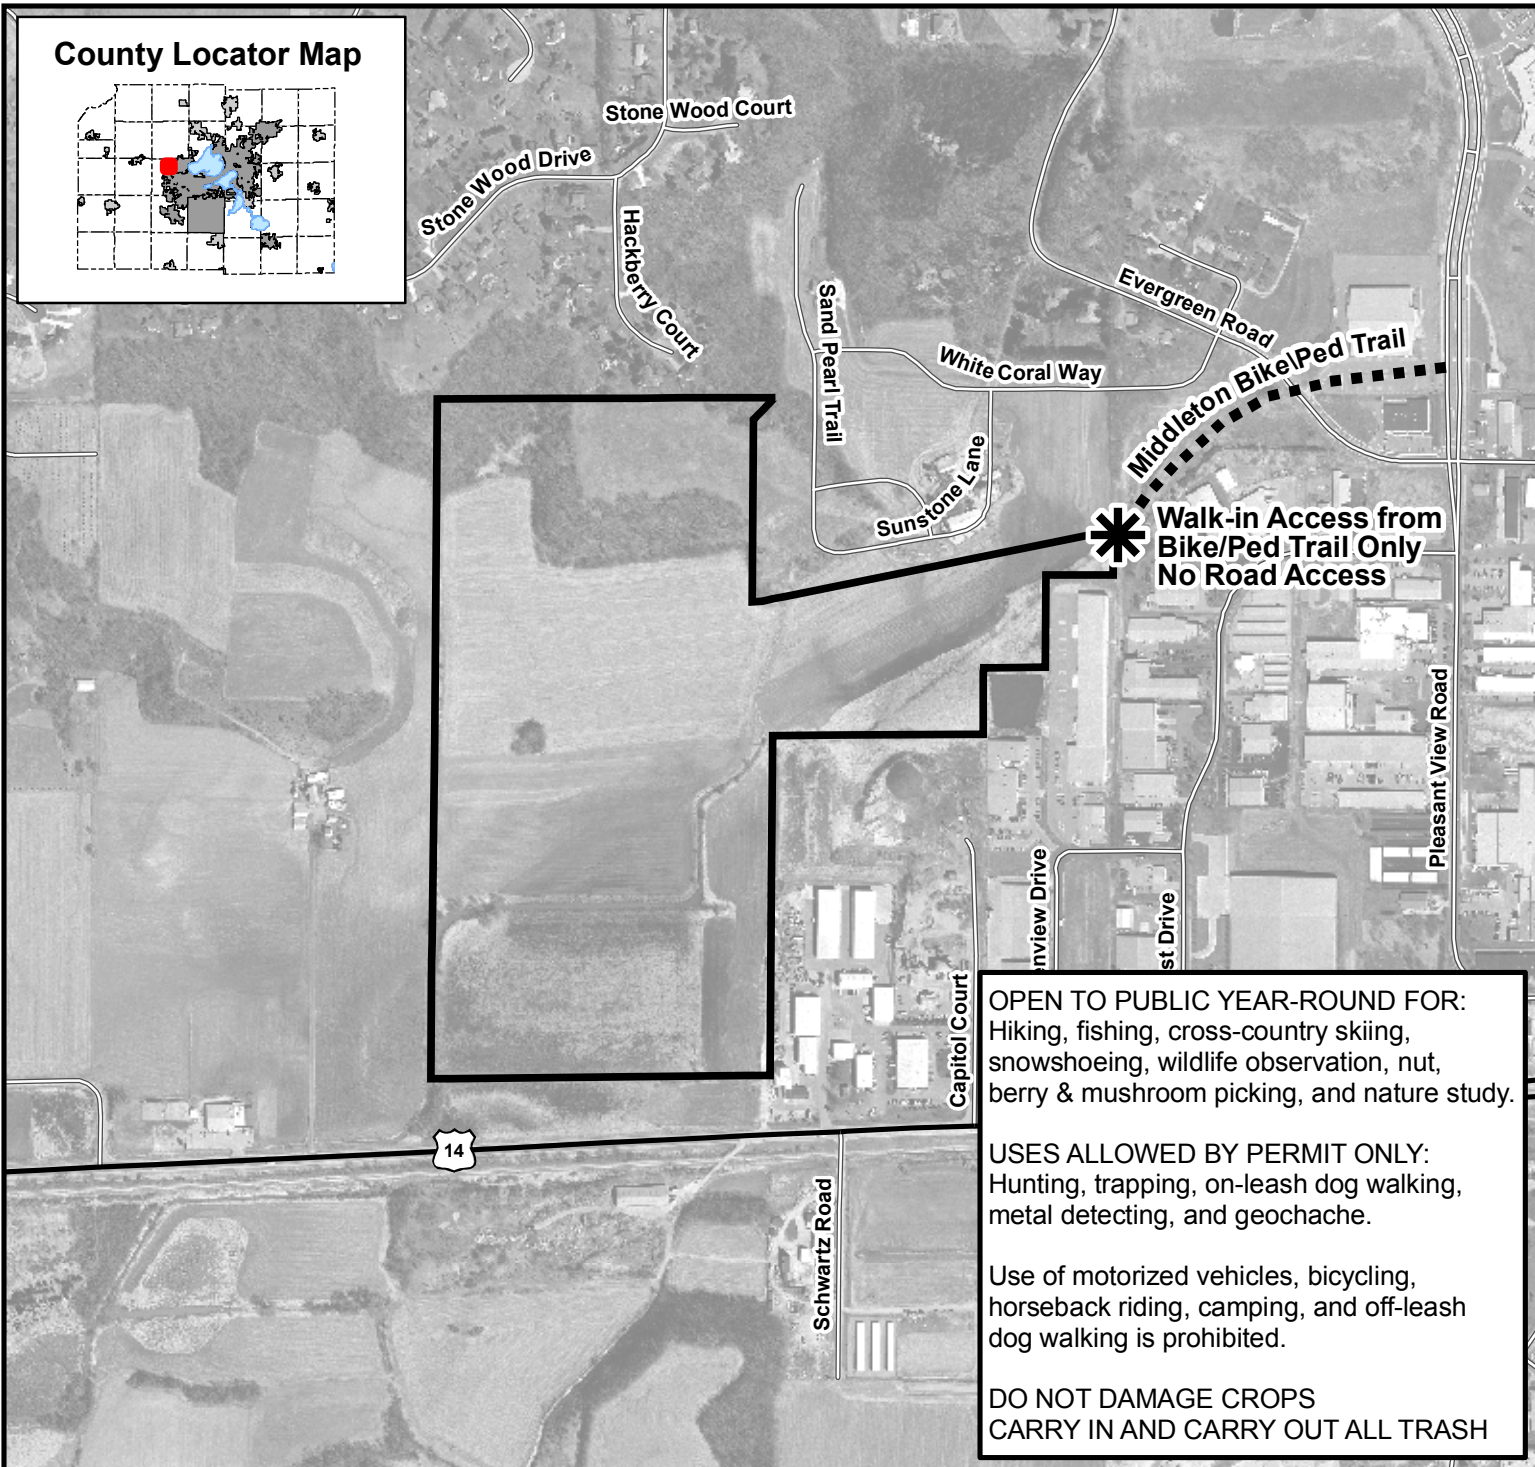 County Locator Map
Stone Wood Court
Stone Wood Drive
Hackberry Court
Sand Pearl Trail
Evergreen Road
White Coral Way
Middleton Bike\Ped Trail
Sunstone Lane
Walk-in Access from
Bike/Ped Trail Only
No Road Access
Pleasant View Road
enview Drive
st Drive
Capitol Court
14
Schwartz Road
OPEN TO PUBLIC YEAR-ROUND FOR:
Hiking, fishing, cross-country skiing,
snowshoeing, wildlife observation, nut,
berry & mushroom picking, and nature study.
USES ALLOWED BY PERMIT ONLY:
Hunting, trapping, on-leash dog walking,
metal detecting, and geochache.
Use of motorized vehicles, bicycling,
horseback riding, camping, and off-leash
dog walking is prohibited.
DO NOT DAMAGE CROPS
CARRY IN AND CARRY OUT ALL TRASH